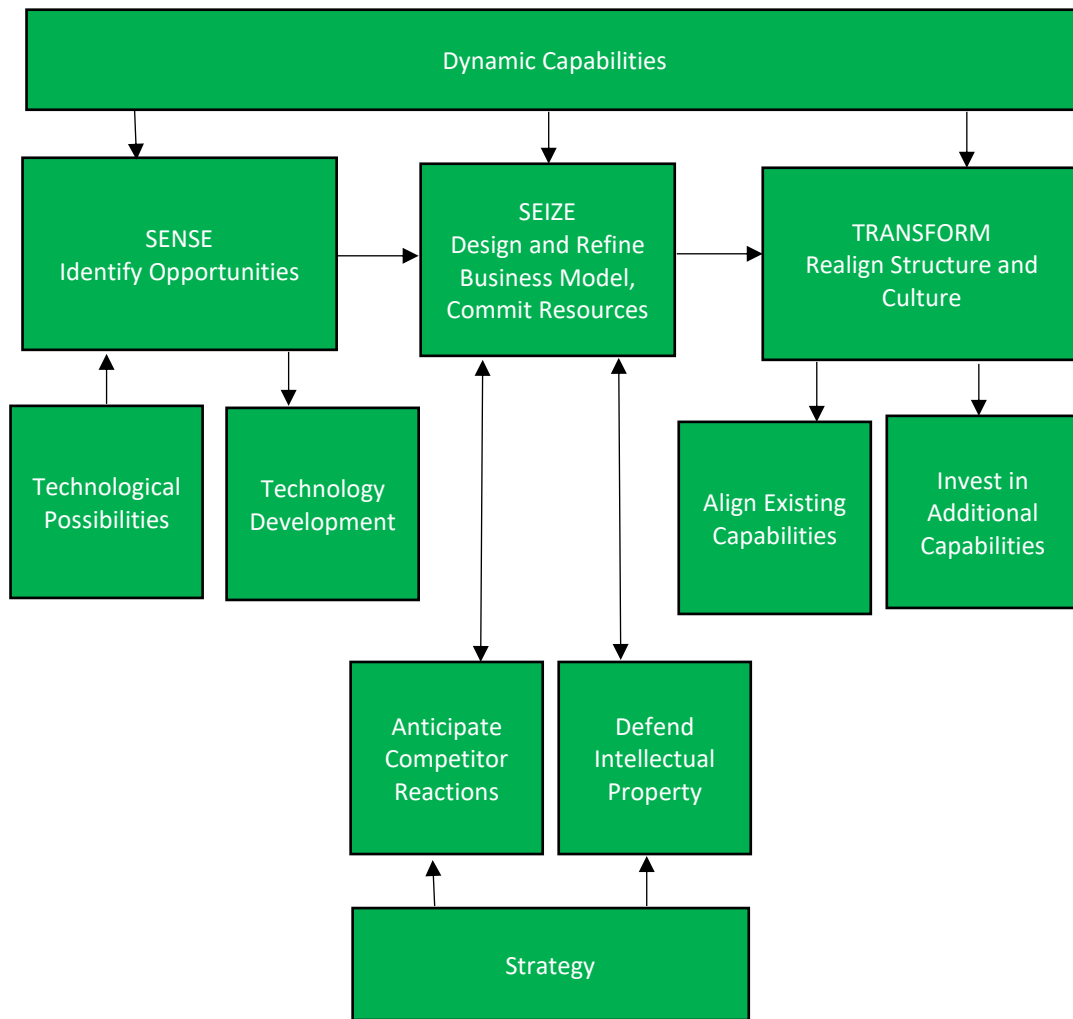 Dynamic Capabilities
SENSE
Identify Opportunities
SEIZE
Design and Refine
Business Model,
Commit Resources
TRANSFORM
Realign Structure and
Culture
Technological
Possibilities
Technology
Development
Align Existing
Capabilities
Invest in
Additional
Capabilities
Anticipate
Competitor
Reactions
Defend
Intellectual
Property
Strategy